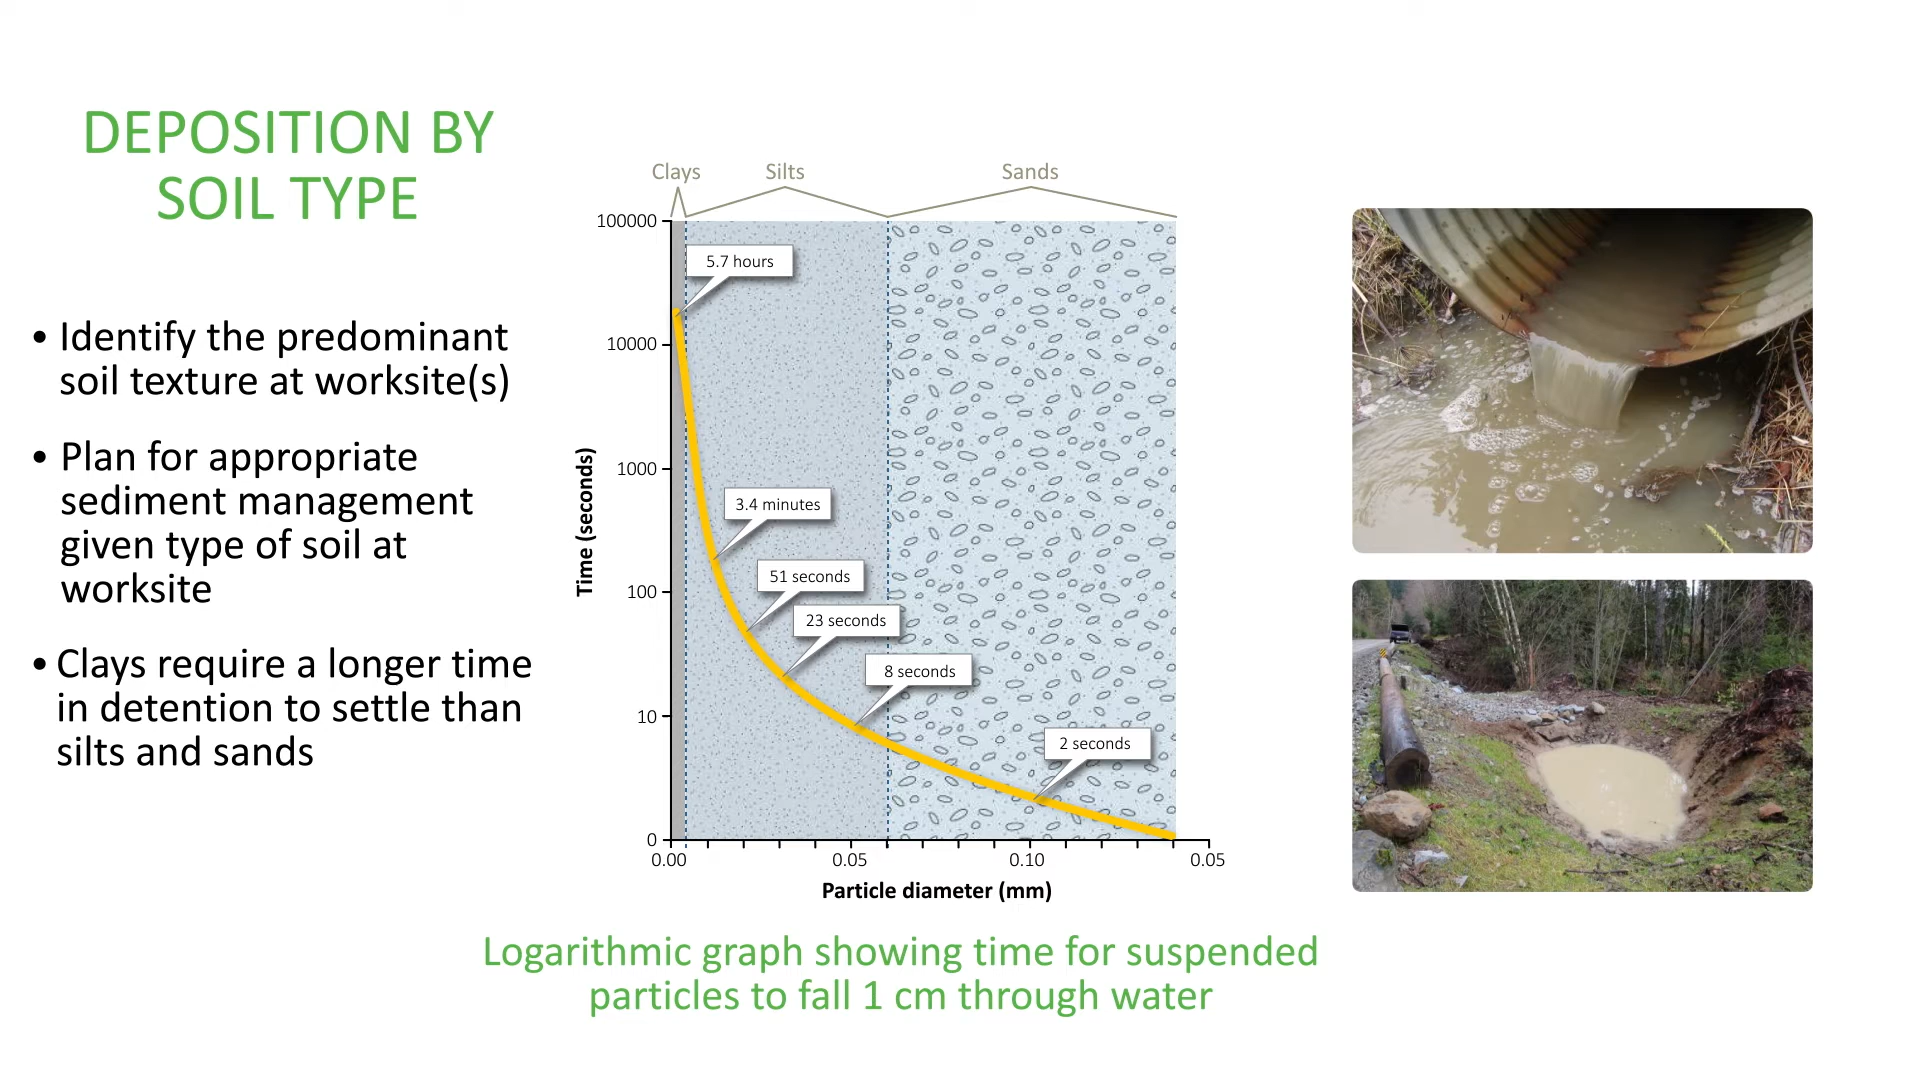 DEPOSITION BY
SOIL TYPE
• Identify the predominant
soil texture at worksite(s)
• Plan for appropriate
sediment management
given type of soil at
worksite
• Clays require a longer time
in detention to settle than
silts and sands
Clays Silts Sands
100000
10000
1000
100
10
0
Time (seconds)
5.7 hours
3.4 minutes
51 seconds
23 seconds
8 seconds
2 seconds
0.00 0.05 0.10 0.05
Particle diameter (mm)
Logarithmic graph showing time for suspended
particles to fall 1 cm through water